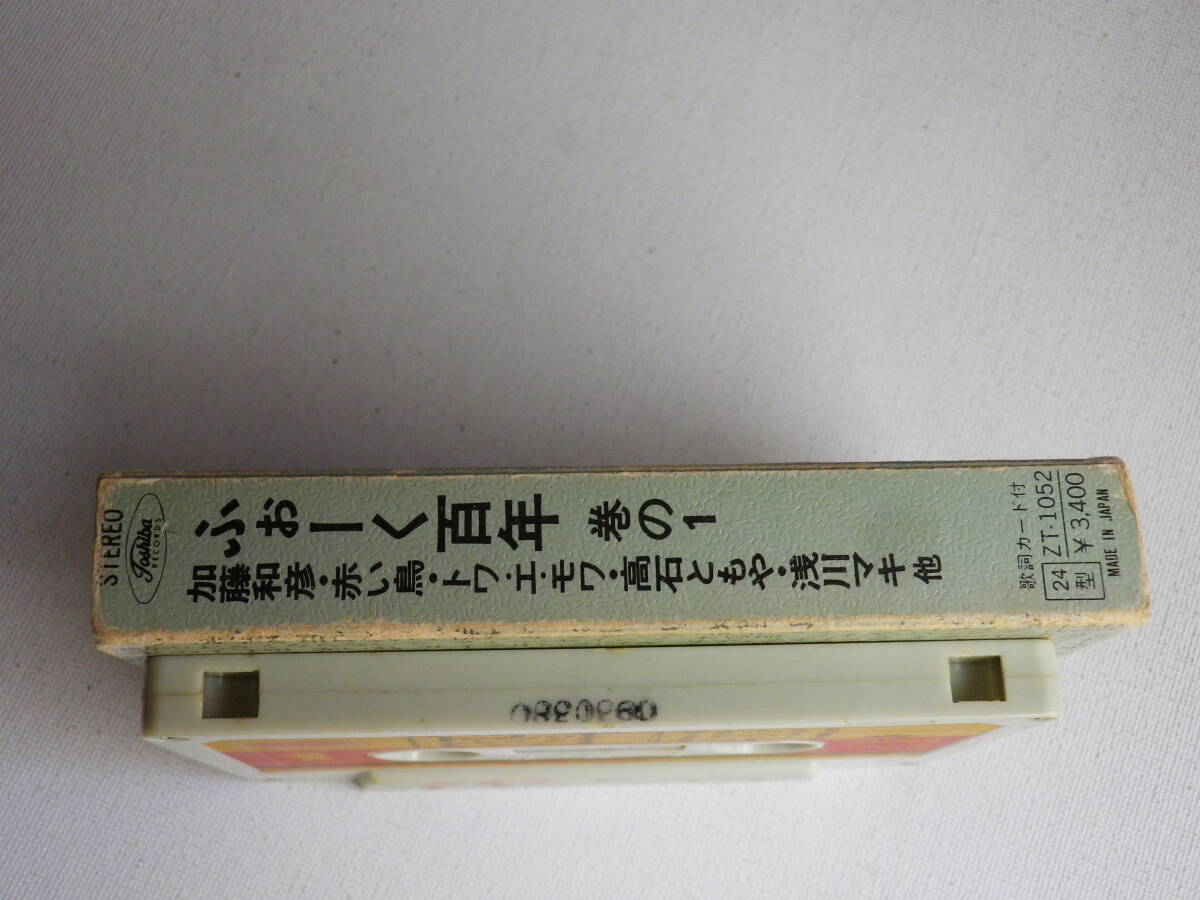 STEREO
Toshiba
RECORDS
ふぉーく百年 巻の1
加藤和彦・赤い鳥・トワ・エ・モワ・高石ともや・浅川マキ他
歌詞カード付
24型 ZT-1052
¥3,400
MADE IN JAPAN